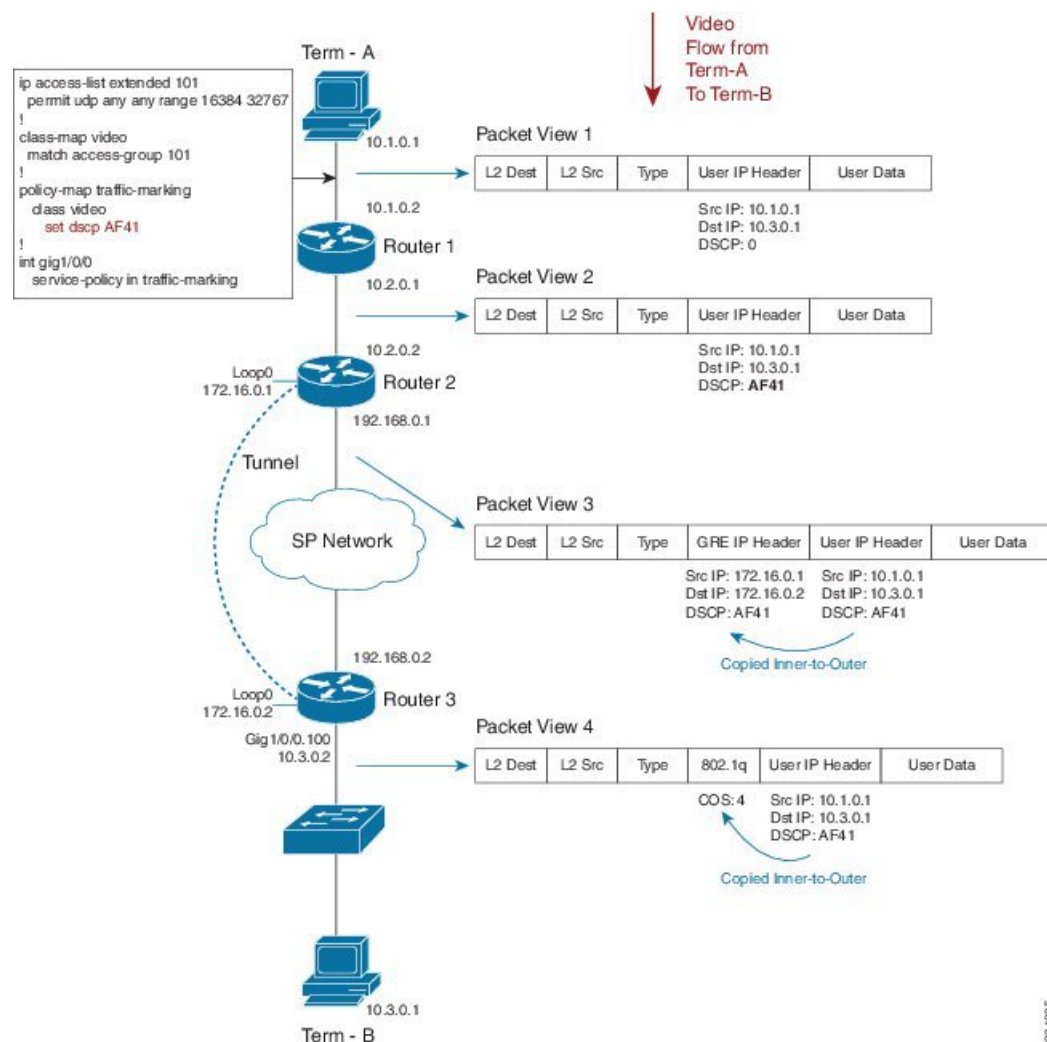 Video
Flow from
Term-A
To Term-B
Term - A
ip access-list extended 101
permit udp any any range 16384 32767
!
class-map video
match access-group 101
!
policy-map traffic-marking
class video
set dscp AF41
!
int gig1/0/0
service-policy in traffic-marking
10.1.0.1
Packet View 1
L2 Dest L2 Src Type User IP Header User Data
Src IP: 10.1.0.1
Dst IP: 10.3.0.1
DSCP: 0
10.1.0.2
Router 1
10.2.0.1
Packet View 2
L2 Dest L2 Src Type User IP Header User Data
Src IP: 10.1.0.1
Dst IP: 10.3.0.1
DSCP: AF41
10.2.0.2
Loop0
172.16.0.1
Router 2
192.168.0.1
Tunnel
SP Network
Packet View 3
L2 Dest L2 Src Type GRE IP Header User IP Header User Data
Src IP: 172.16.0.1 Src IP: 10.1.0.1
Dst IP: 172.16.0.2 Dst IP: 10.3.0.1
DSCP: AF41 DSCP: AF41
Copied Inner-to-Outer
192.168.0.2
Loop0
172.16.0.2
Router 3
Gig1/0/0.100
10.3.0.2
Packet View 4
L2 Dest L2 Src Type 802.1q User IP Header User Data
COS: 4 Src IP: 10.1.0.1
Dst IP: 10.3.0.1
DSCP: AF41
Copied Inner-to-Outer
10.3.0.1
Term - B